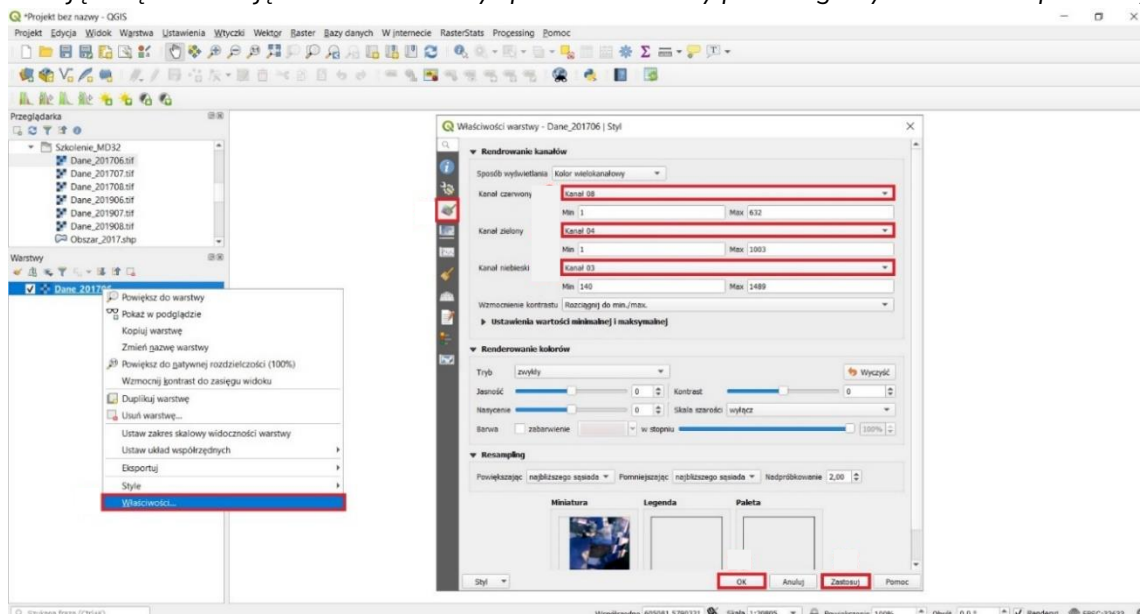 *Projekt bez nazwy - QGIS
Projekt Edycja Widok Warstwa Ustawienia Wtyczki Wektor Raster Bazy danych W internecie RasterStats Processing Pomoc
Przeglądarka
Szkolenie_MD32
Dane_201706.tif
Dane_201707.tif
Dane_201708.tif
Dane_201906.tif
Dane_201907.tif
Dane_201908.tif
Obszar_2017.shp
Warstwy
Dane_201706
Powiększ do warstwy
Pokaż w podglądzie
Kopiuj warstwę
Zmień nazwę warstwy
Powiększ do natywnej rozdzielczości (100%)
Wzmocnij kontrast do zasięgu widoku
Duplikuj warstwę
Usuń warstwę...
Ustaw zakres skalowy widoczności warstwy
Ustaw układ współrzędnych
Eksportuj
Style
Właściwości...
Właściwości warstwy - Dane_201706 | Styl
Rendrowanie kanałów
Sposób wyświetlania Kolor wielokanałowy
Kanał czerwony Kanał 08
Min 1 Max 632
Kanał zielony Kanał 04
Min 1 Max 1003
Kanał niebieski Kanał 03
Min 140 Max 1489
Wzmocnienie kontrastu Rozciągnij do min./max.
Ustawienia wartości minimalnej i maksymalnej
Renderowanie kolorów
Tryb zwykły Wyczyść
Jasność 0 Kontrast 0
Nasycenie 0 Skala szarości wyłącz
Barwa zabarwienie w stopniu 100%
Resampling
Powiększając najbliższego sąsiada Pomniejszając najbliższego sąsiada Nadpróbkowanie 2,00
Miniatura Legenda Paleta
Styl OK Anuluj Zastosuj Pomoc